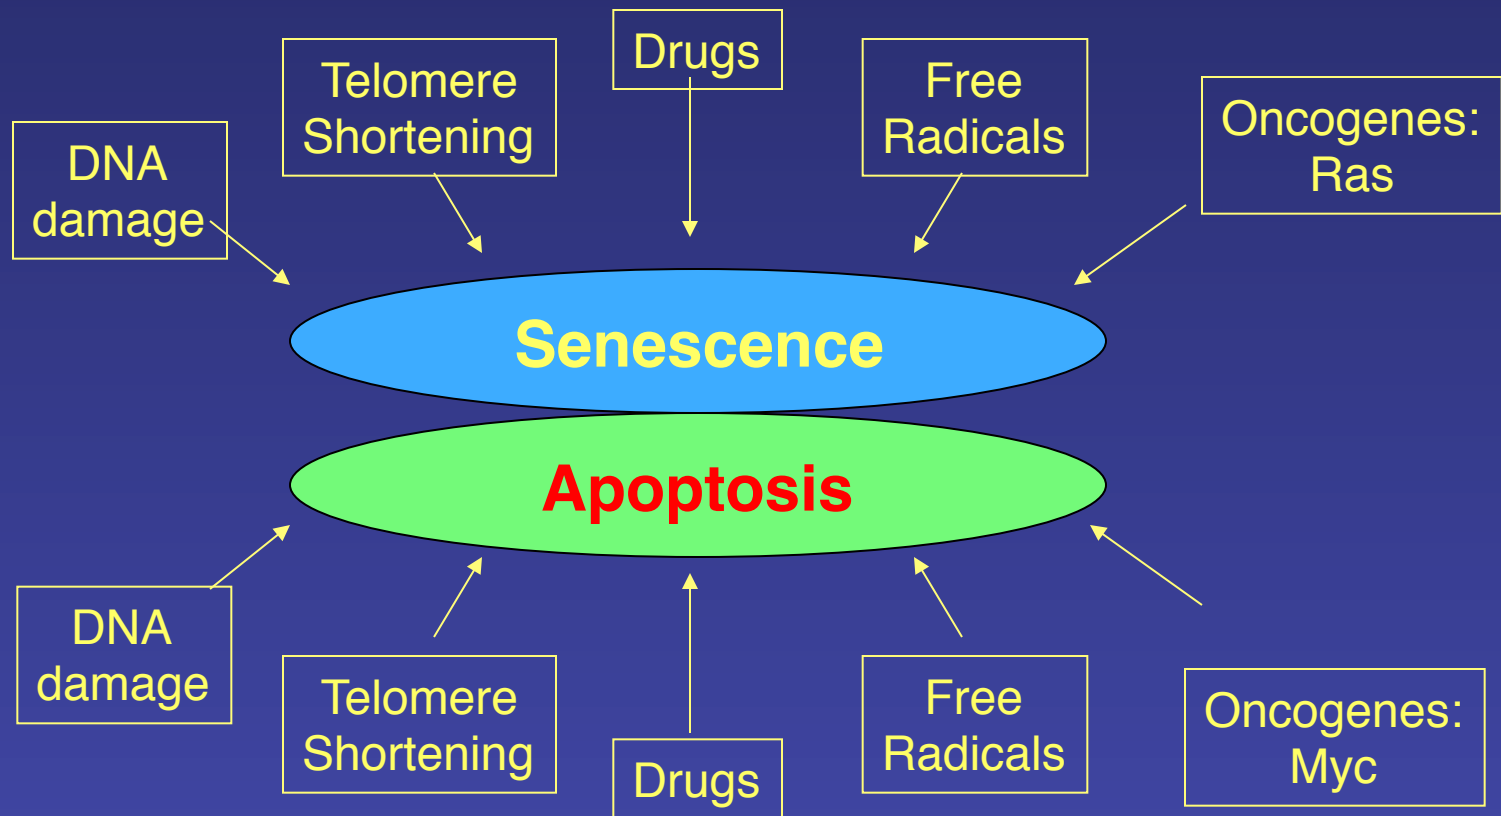 Drugs
Telomere
Shortening
Free
Radicals
Oncogenes:
Ras
DNA
damage
Senescence
Apoptosis
DNA
damage
Telomere
Shortening
Drugs
Free
Radicals
Oncogenes:
Myc